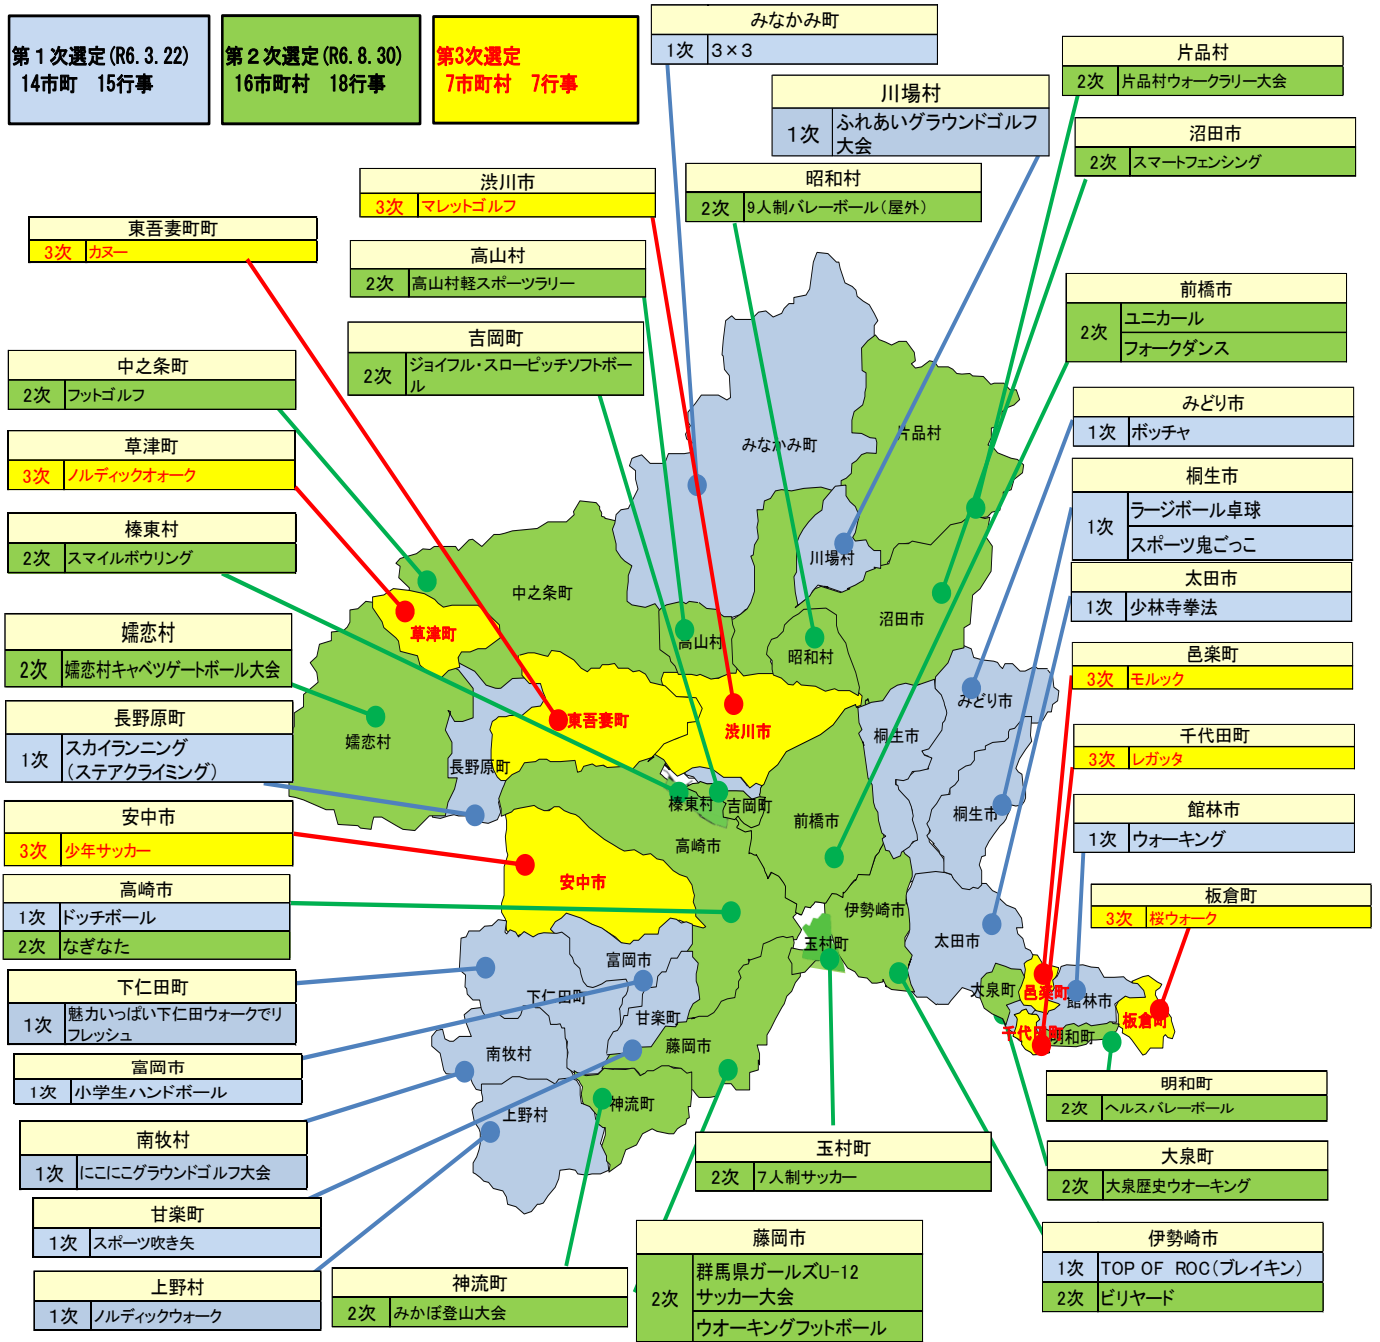 第１次選定(R6.3.22)
14市町　15行事
第２次選定(R6.8.30)
16市町村　18行事
第3次選定
7市町村　7行事
みなかみ町
1次 3×3
片品村
2次 片品村ウォークラリー大会
川場村
1次 ふれあいグラウンドゴルフ
大会
沼田市
2次 スマートフェンシング
渋川市
3次 マレットゴルフ
昭和村
2次 9人制バレーボール（屋外）
東吾妻町町
3次 カヌー
高山村
2次 高山村軽スポーツラリー
前橋市
2次 ユニカール
フォークダンス
吉岡町
2次 ジョイフル・スローピッチソフトボー
ル
中之条町
2次 フットゴルフ
みどり市
1次 ボッチャ
草津町
3次 ノルディックオォーク
桐生市
1次 ラージボール卓球
スポーツ鬼ごっこ
榛東村
2次 スマイルボウリング
太田市
1次 少林寺拳法
嬬恋村
2次 嬬恋村キャベツゲートボール大会
邑楽町
3次 モルック
長野原町
1次 スカイランニング
（ステアクライミング）
千代田町
3次 レガッタ
安中市
3次 少年サッカー
館林市
1次 ウォーキング
高崎市
1次 ドッチボール
2次 なぎなた
板倉町
3次 桜ウォーク
下仁田町
1次 魅力いっぱい下仁田ウォークでリ
フレッシュ
富岡市
1次 小学生ハンドボール
明和町
2次 ヘルスバレーボール
南牧村
1次 にこにこグラウンドゴルフ大会
玉村町
2次 7人制サッカー
大泉町
2次 大泉歴史ウオーキング
甘楽町
1次 スポーツ吹き矢
藤岡市
2次 群馬県ガールズU-12
サッカー大会
ウオーキングフットボール
伊勢崎市
1次 TOP OF ROC（ブレイキン）
2次 ビリヤード
上野村
1次 ノルディックウォーク
神流町
2次 みかぼ登山大会
みなかみ町
片品村
川場村
中之条町
沼田市
草津町
高山村
昭和村
みどり市
東吾妻町
渋川市
桐生市
嬬恋村
長野原町
榛東村
吉岡町
前橋市
桐生市
高崎市
安中市
伊勢崎市
太田市
玉村町
富岡市
下仁田町
大泉町
邑楽町
館林市
甘楽町
板倉町
千代田町
明和町
藤岡市
南牧村
上野村
神流町